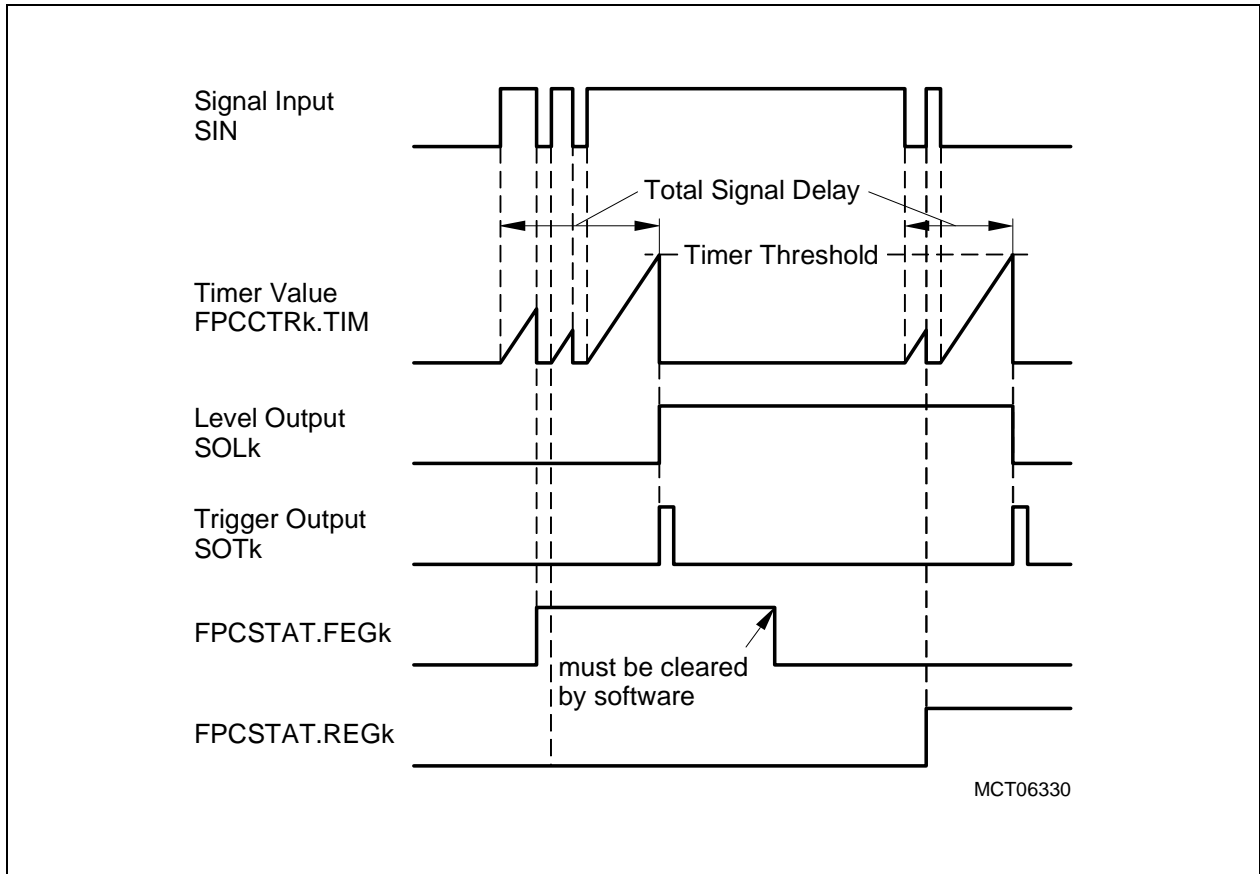 Signal Input
SIN
Total Signal Delay
Timer Threshold
Timer Value
FPCCTRk.TIM
Level Output
SOLk
Trigger Output
SOTk
FPCSTAT.FEGk
must be cleared
by software
FPCSTAT.REGk
MCT06330